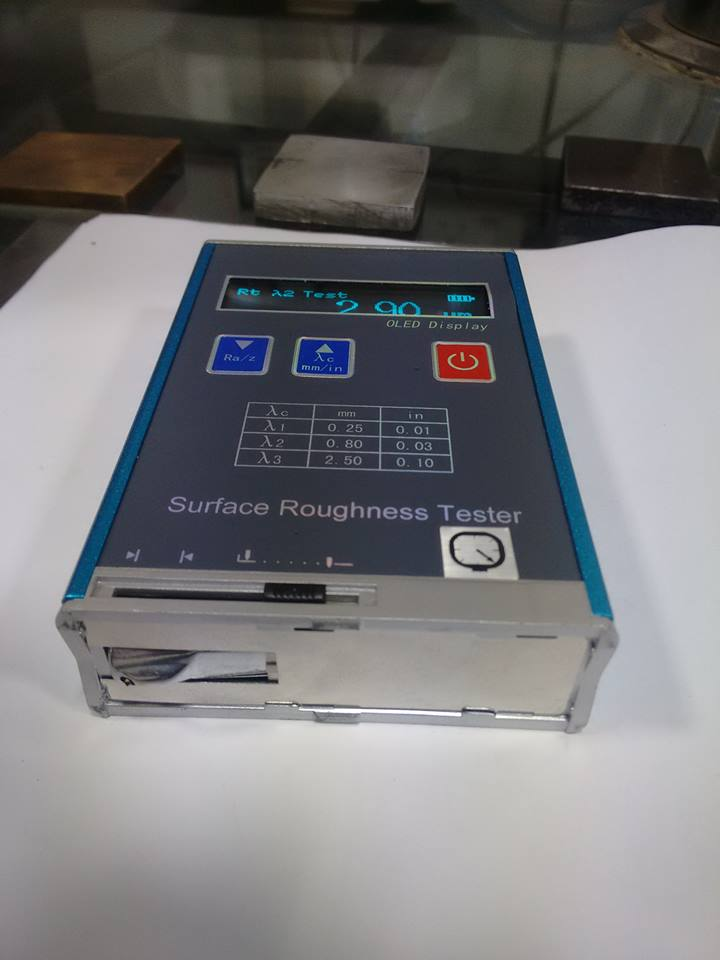 Rt λ2 Test
2.90 um
OLED Display
Ra/z
λc
mm/in
λc mm in
λ1 0.25 0.01
λ2 0.80 0.03
λ3 2.50 0.10
Surface Roughness Tester